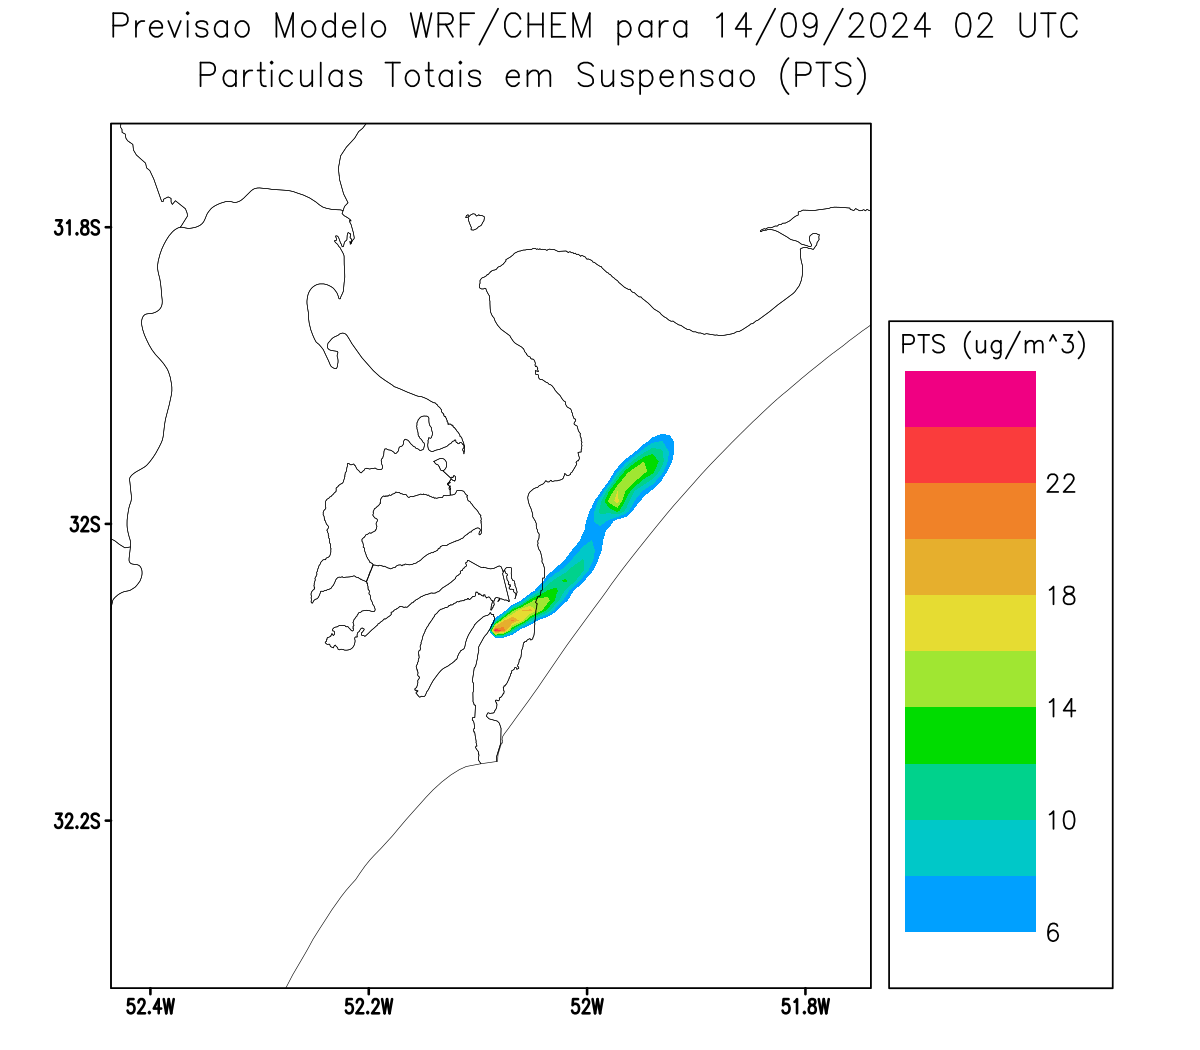 Previsao Modelo WRF/CHEM para 14/09/2024 02 UTC
Particulas Totais em Suspensao (PTS)
31.8S
32S
32.2S
52.4W
52.2W
52W
51.8W
PTS (ug/m^3)
22
18
14
10
6